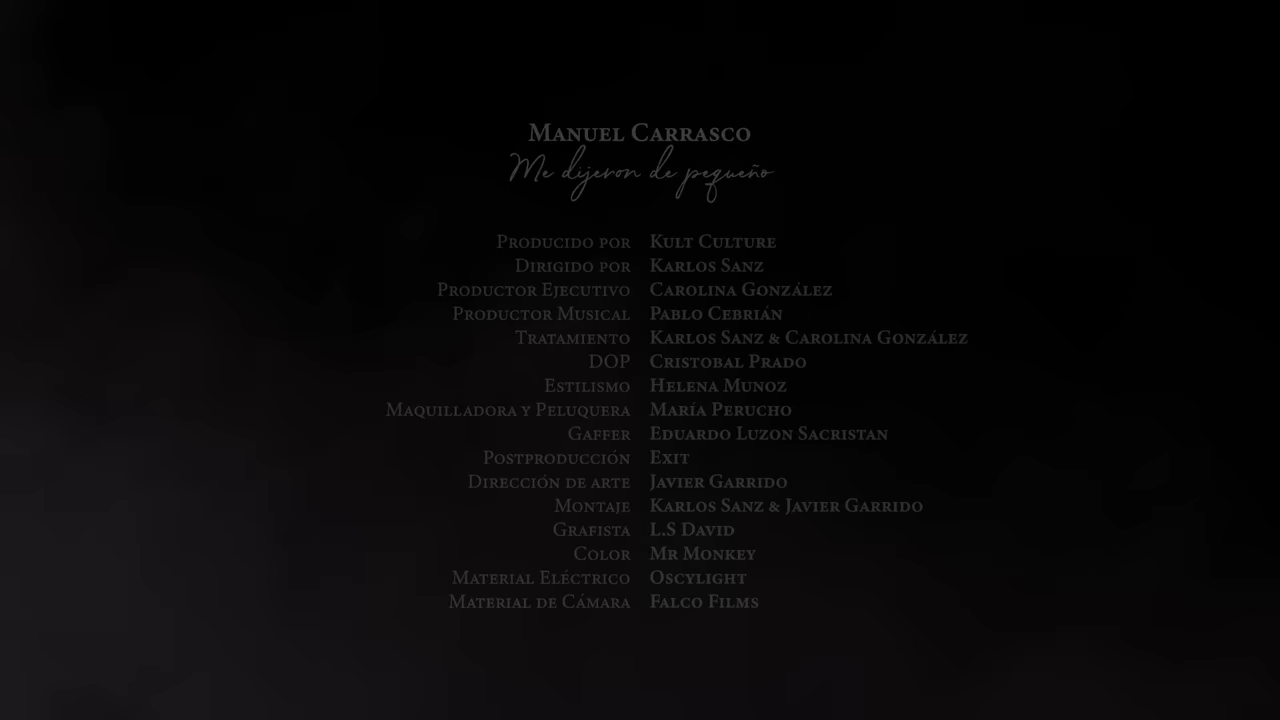 Manuel Carrasco
Me dijeron de pequeño
Producido por Kult Culture
Dirigido por Karlos Sanz
Productor Ejecutivo Carolina González
Productor Musical Pablo Cebrián
Tratamiento Karlos Sanz & Carolina González
DOP Cristobal Prado
Estilismo Helena Munoz
Maquilladora y Peluquera María Perucho
Gaffer Eduardo Luzon Sacristan
Postproducción Exit
Dirección de arte Javier Garrido
Montaje Karlos Sanz & Javier Garrido
Grafista L.S David
Color Mr Monkey
Material Eléctrico Oscylight
Material de Cámara Falco Films